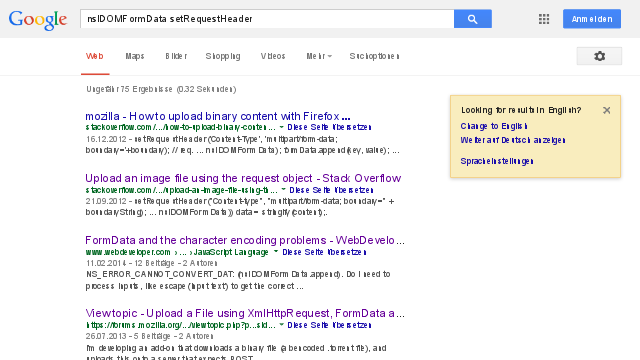 Google
nsIDOMFormData setRequestHeader
Anmelden
Web Maps Bilder Shopping Videos Mehr Suchoptionen
Ungefähr 75 Ergebnisse (0.32 Sekunden)
Looking for results in English?
Change to English
Weiter auf Deutsch anzeigen
Spracheinstellungen
mozilla - How to upload binary content with Firefox ...
stackoverflow.com/.../how-to-upload-binary-conten... Diese Seite übersetzen
16.12.2012 - setRequestHeader(Content-Type', 'multipart/form-data;
boundary='+boundary); // req. ... nsIDOMFormData); formData.append(key, value); ...
Upload an image file using the request object - Stack Overflow
stackoverflow.com/.../upload-an-image-file-using-th... Diese Seite übersetzen
21.09.2012 - setRequestHeader("Content-type", "multipart/form-data; boundary=" +
boundaryString); ... nsIDOMFormData)) data = stringify(content);.
FormData and the character encoding problems - WebDevelo...
www.webdeveloper.com › ... › JavaScript Language Diese Seite übersetzen
11.02.2014 - 12 Beiträge - 2 Autoren
NS_ERROR_CANNOT_CONVERT_DAT: (nsIDOMFormData.append). Do I need to
process inputs, like escape(input text) to get the correct ...
Viewtopic - Upload a File using XmlHttpRequest, FormData a...
https://forums.mozilla.org/.../viewtopic.php?p...sid... Diese Seite übersetzen
26.07.2013 - 5 Beiträge - 2 Autoren
I'm developing an add-on that downloads a binary file (a bencoded .torrent file), and
uploads this onto a server that expects POST